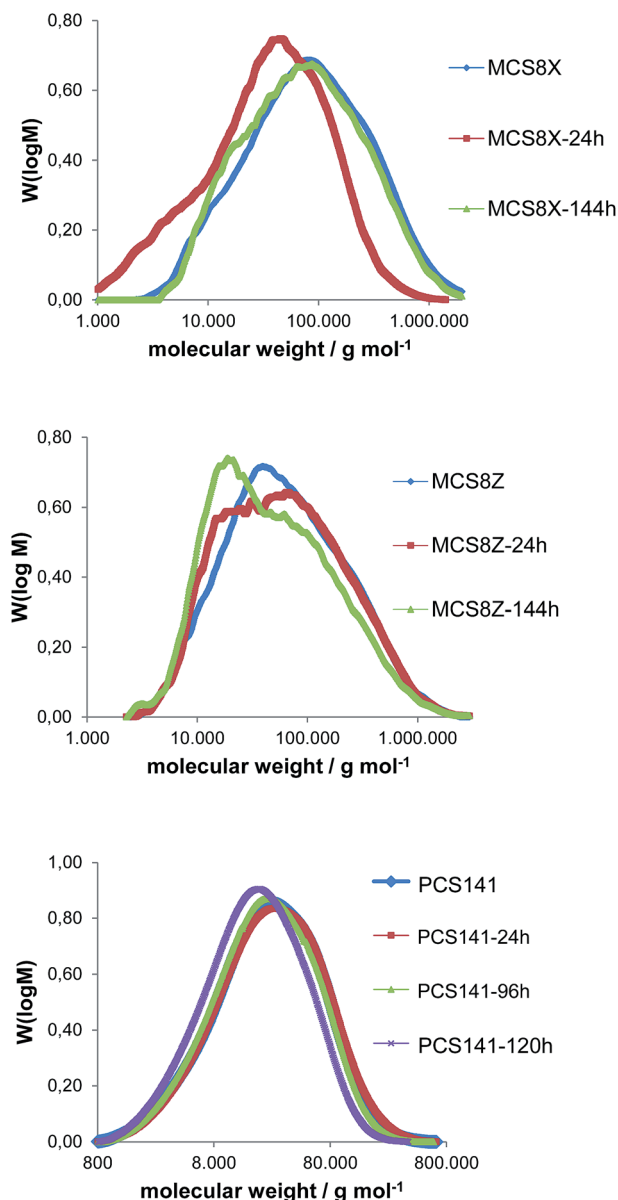 0,80
0,60
0,40
0,20
0,00
W(logM)
1.000
10.000
100.000
1.000.000
molecular weight / g mol-1
MCS8X
MCS8X-24h
MCS8X-144h
0,80
0,60
0,40
0,20
0,00
W(log M)
1.000
10.000
100.000
1.000.000
molecular weight / g mol-1
MCS8Z
MCS8Z-24h
MCS8Z-144h
1,00
0,80
0,60
0,40
0,20
0,00
W(logM)
800
8.000
80.000
800.000
molecular weight / g mol-1
PCS141
PCS141-24h
PCS141-96h
PCS141-120h